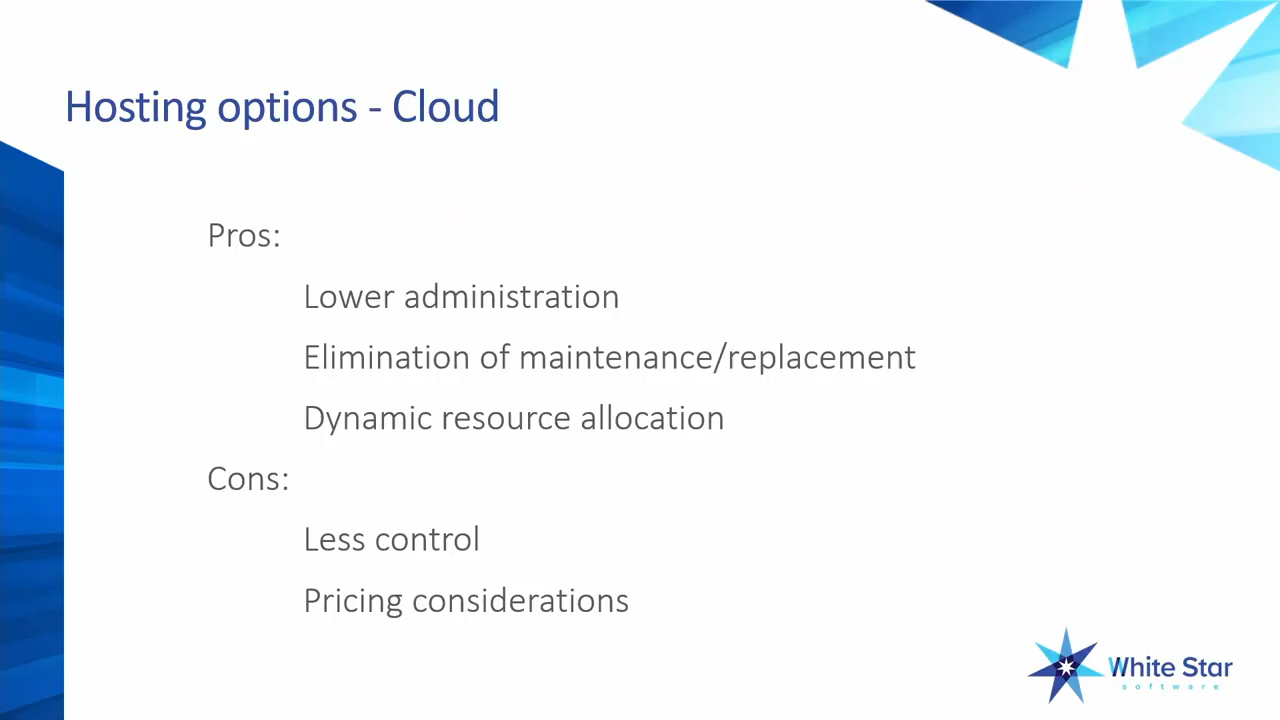 Hosting options - Cloud
Pros:
Lower administration
Elimination of maintenance/replacement
Dynamic resource allocation
Cons:
Less control
Pricing considerations
White Star
software